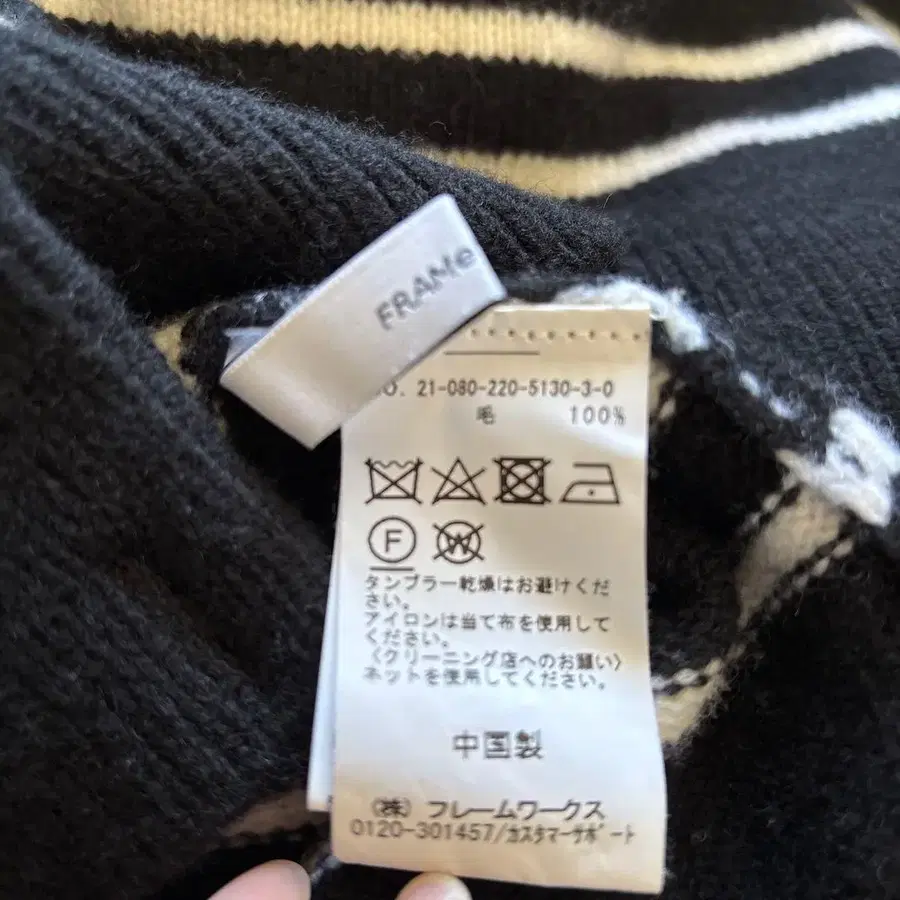 FRAMe
NO. 21-080-220-5130-3-0
毛 100%
F W
タンブラー乾燥はお避けくだ
さい。
アイロンは当て布を使用して
ください。
〈クリーニング店へのお願い〉
ネットを使用してください。
中国製
(株) フレームワークス
0120-301457/カスタマーサポート